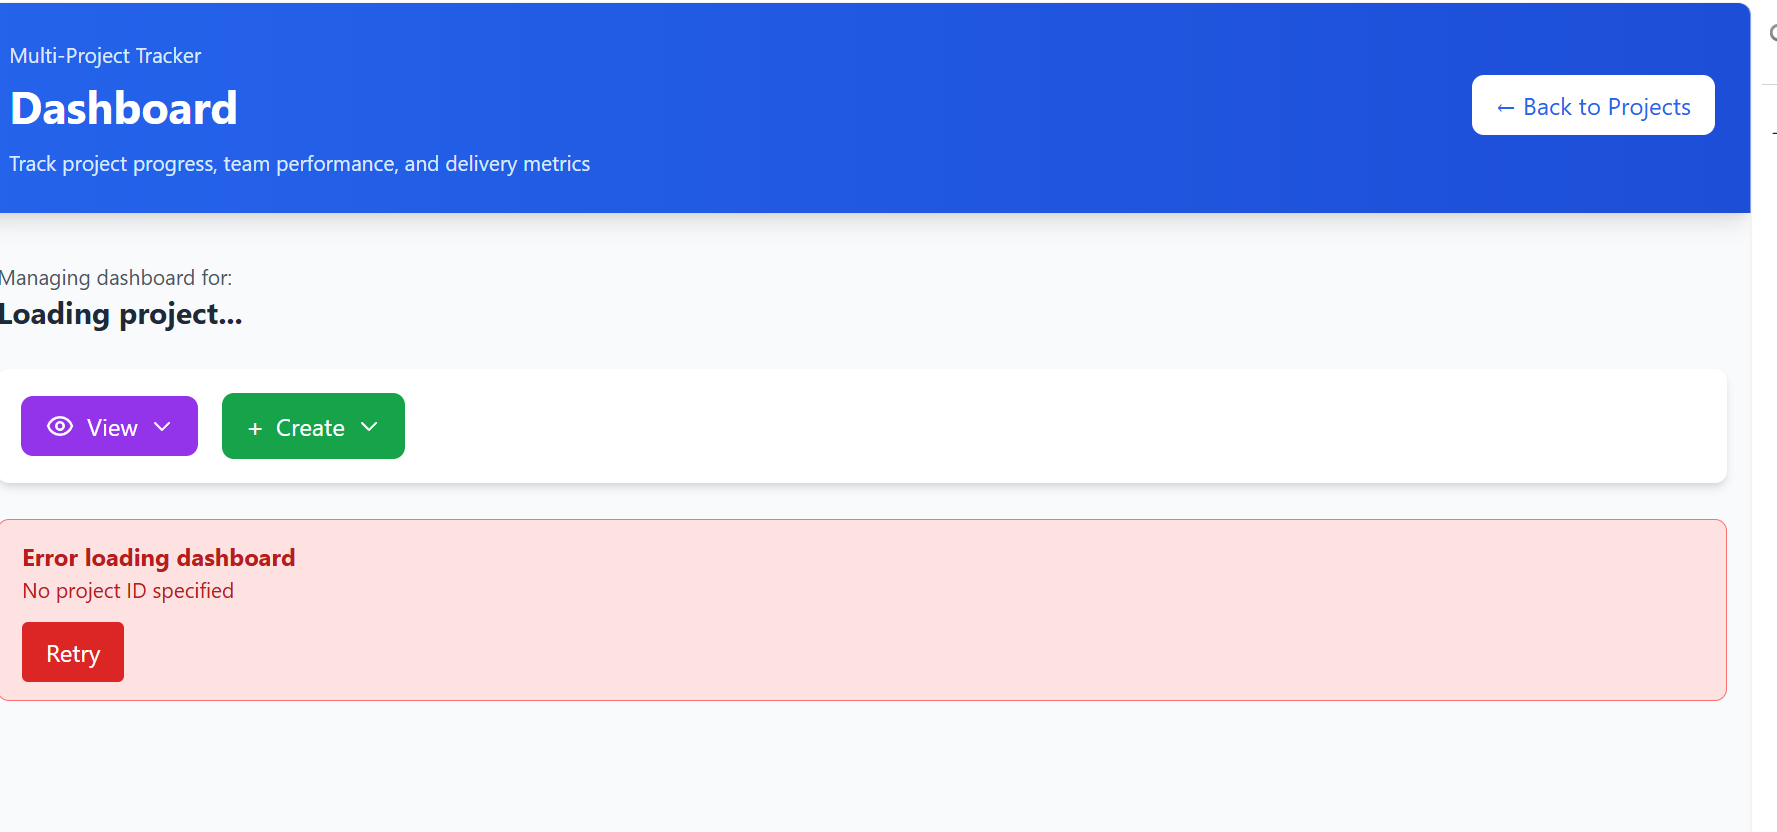 Multi-Project Tracker
Dashboard
Track project progress, team performance, and delivery metrics
← Back to Projects
Managing dashboard for:
Loading project...
View
+ Create
Error loading dashboard
No project ID specified
Retry